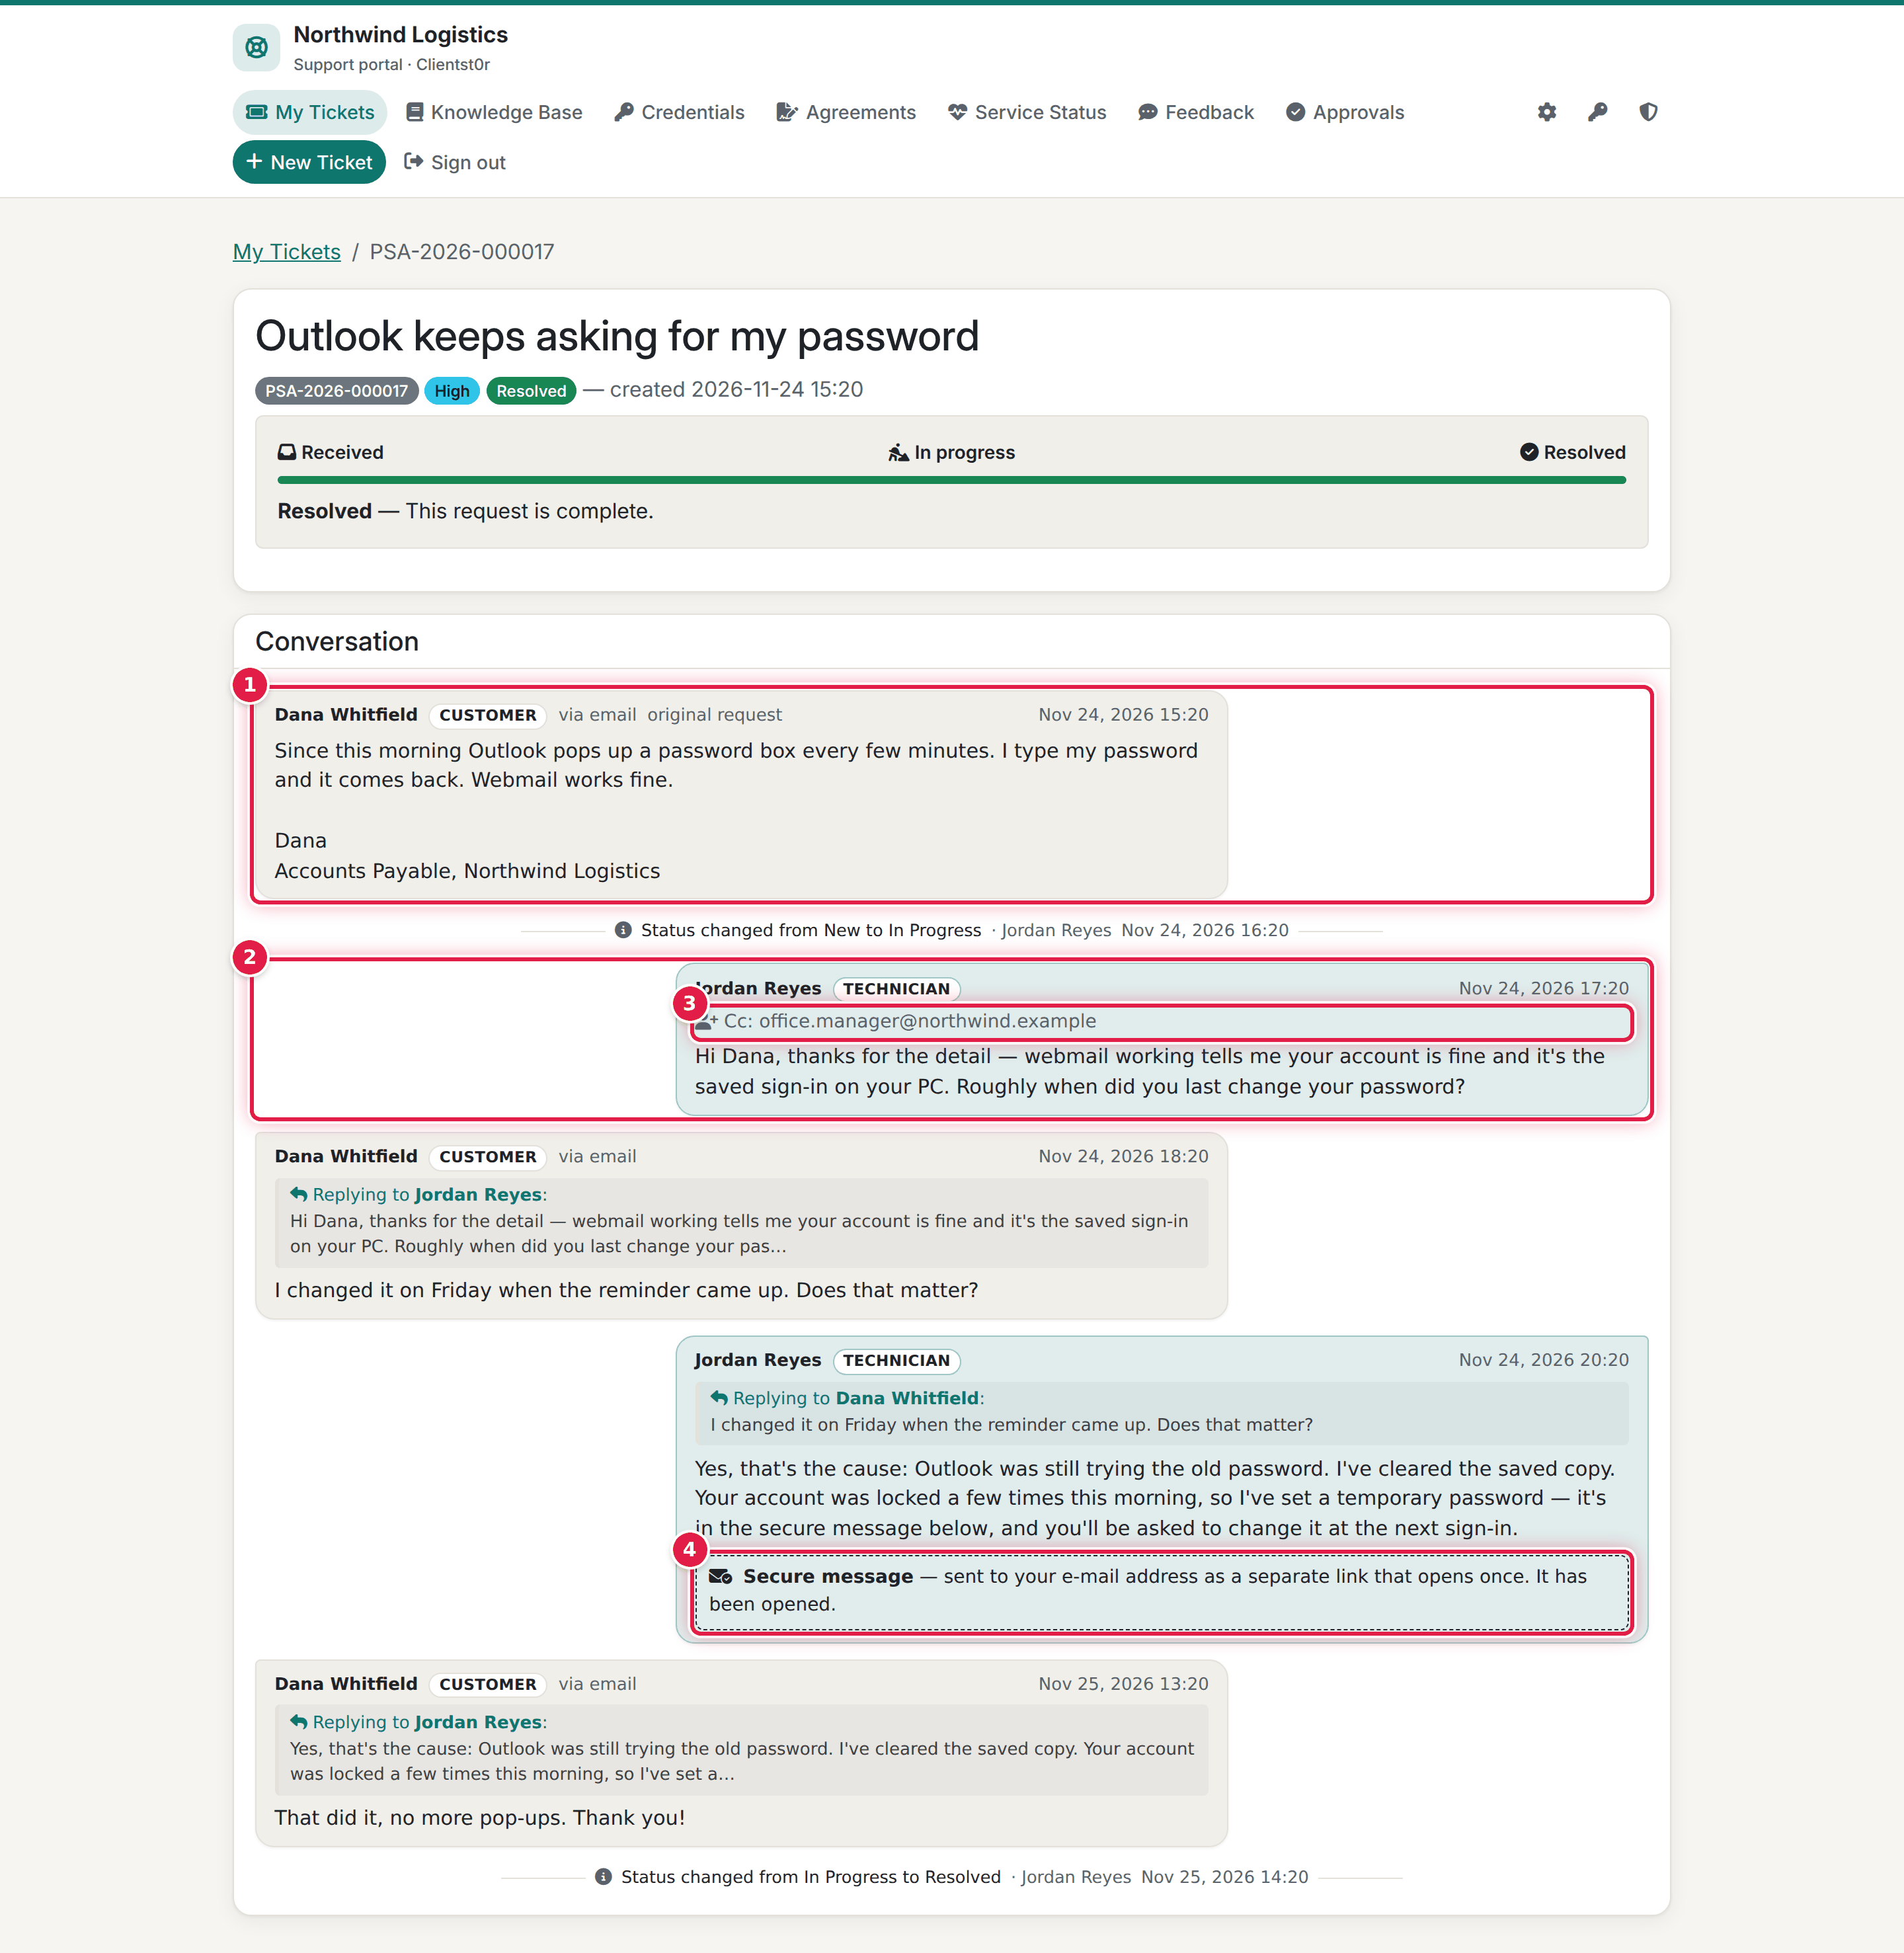 Northwind Logistics
Support portal · Clientst0r
My Tickets Knowledge Base Credentials Agreements Service Status Feedback Approvals
+ New Ticket Sign out
My Tickets / PSA-2026-000017
Outlook keeps asking for my password
PSA-2026-000017 High Resolved — created 2026-11-24 15:20
Received In progress Resolved
Resolved — This request is complete.
Conversation
1
Dana Whitfield CUSTOMER via email original request Nov 24, 2026 15:20
Since this morning Outlook pops up a password box every few minutes. I type my password
and it comes back. Webmail works fine.
Dana
Accounts Payable, Northwind Logistics
Status changed from New to In Progress · Jordan Reyes Nov 24, 2026 16:20
2
Jordan Reyes TECHNICIAN Nov 24, 2026 17:20
3
Cc: office.manager@northwind.example
Hi Dana, thanks for the detail — webmail working tells me your account is fine and it's the
saved sign-in on your PC. Roughly when did you last change your password?
Dana Whitfield CUSTOMER via email Nov 24, 2026 18:20
Replying to Jordan Reyes:
Hi Dana, thanks for the detail — webmail working tells me your account is fine and it's the saved sign-in
on your PC. Roughly when did you last change your pas...
I changed it on Friday when the reminder came up. Does that matter?
Jordan Reyes TECHNICIAN Nov 24, 2026 20:20
Replying to Dana Whitfield:
I changed it on Friday when the reminder came up. Does that matter?
Yes, that's the cause: Outlook was still trying the old password. I've cleared the saved copy.
Your account was locked a few times this morning, so I've set a temporary password — it's
in the secure message below, and you'll be asked to change it at the next sign-in.
4
Secure message — sent to your e-mail address as a separate link that opens once. It has
been opened.
Dana Whitfield CUSTOMER via email Nov 25, 2026 13:20
Replying to Jordan Reyes:
Yes, that's the cause: Outlook was still trying the old password. I've cleared the saved copy. Your account
was locked a few times this morning, so I've set a...
That did it, no more pop-ups. Thank you!
Status changed from In Progress to Resolved · Jordan Reyes Nov 25, 2026 14:20